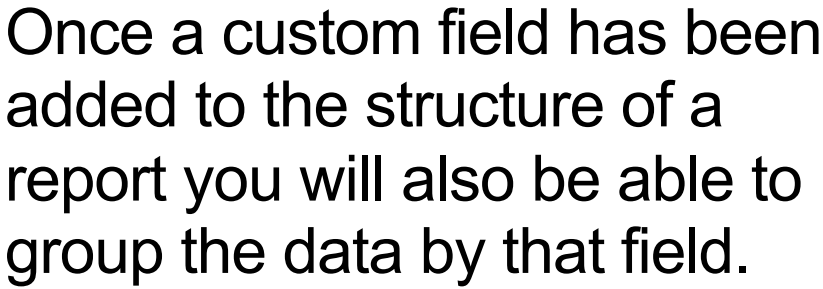 Once a custom field has been
added to the structure of a
report you will also be able to
group the data by that field.